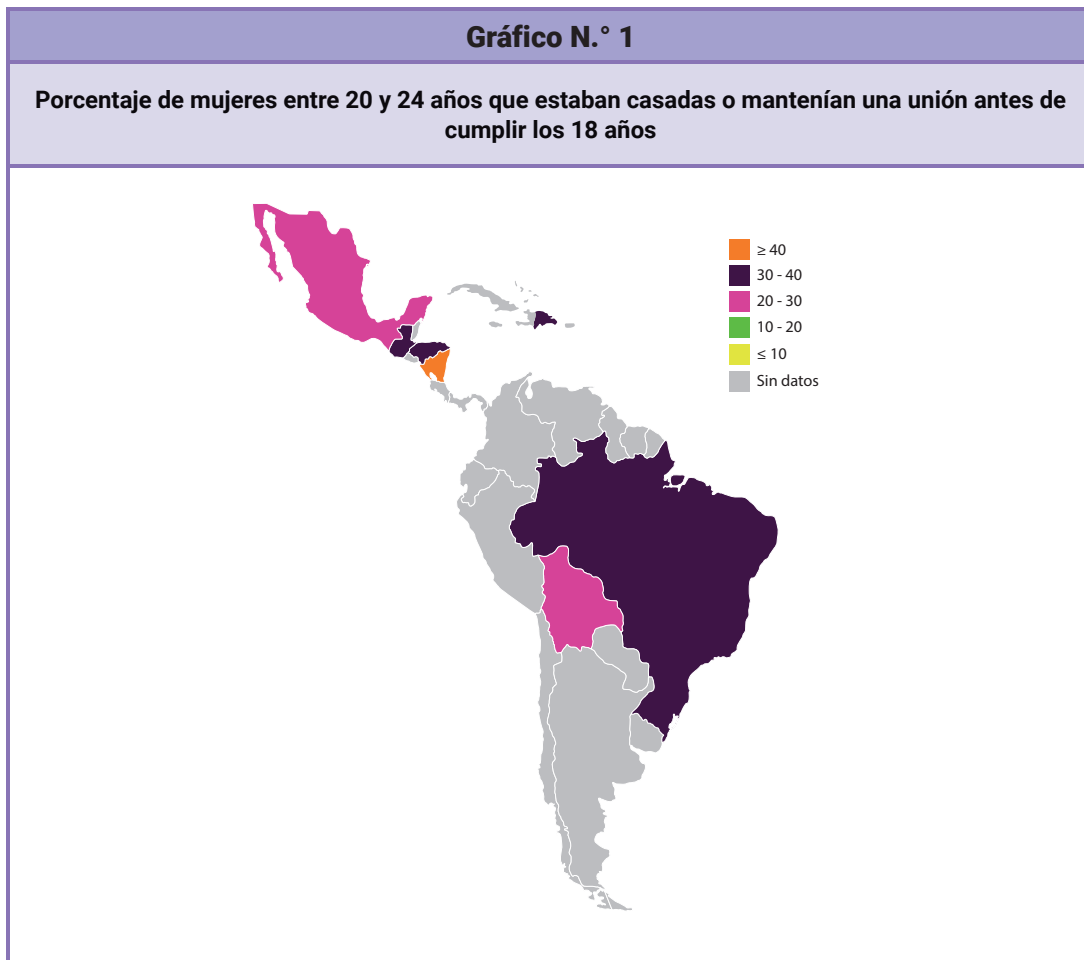 Gráfico N.° 1
Porcentaje de mujeres entre 20 y 24 años que estaban casadas o mantenían una unión antes de
cumplir los 18 años
≥ 40
30 - 40
20 - 30
10 - 20
≤ 10
Sin datos